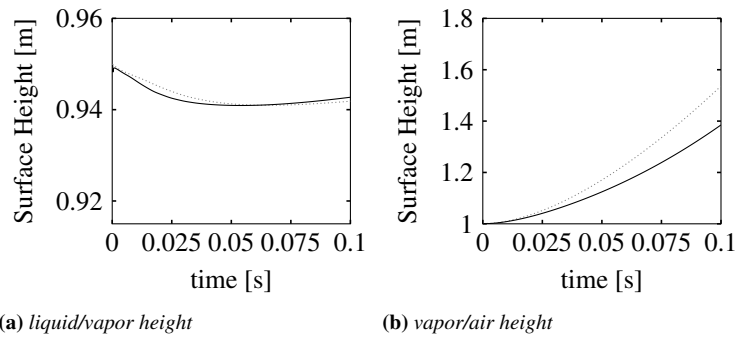 Surface Height [m]
0.96
0.94
0.92
0 0.025 0.05 0.075 0.1
time [s]
(a) liquid/vapor height
Surface Height [m]
1.8
1.6
1.4
1.2
1
0 0.025 0.05 0.075 0.1
time [s]
(b) vapor/air height